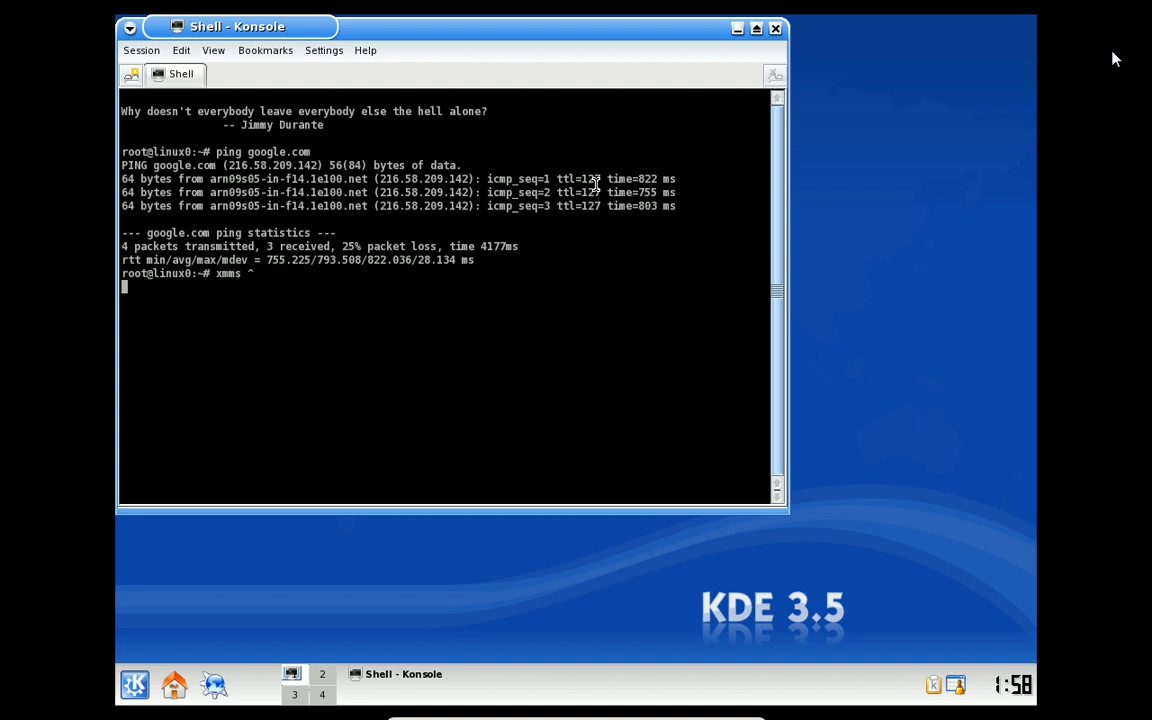 Shell - Konsole
Session Edit View Bookmarks Settings Help
Shell
Why doesn't everybody leave everybody else the hell alone?
-- Jimmy Durante
root@linux0:~# ping google.com
PING google.com (216.58.209.142) 56(84) bytes of data.
64 bytes from arn09s05-in-f14.1e100.net (216.58.209.142): icmp_seq=1 ttl=127 time=822 ms
64 bytes from arn09s05-in-f14.1e100.net (216.58.209.142): icmp_seq=2 ttl=127 time=755 ms
64 bytes from arn09s05-in-f14.1e100.net (216.58.209.142): icmp_seq=3 ttl=127 time=803 ms
--- google.com ping statistics ---
4 packets transmitted, 3 received, 25% packet loss, time 4177ms
rtt min/avg/max/mdev = 755.225/793.508/822.036/28.134 ms
root@linux0:~# xmms ^
KDE 3.5
2 Shell - Konsole
3 4
1:58